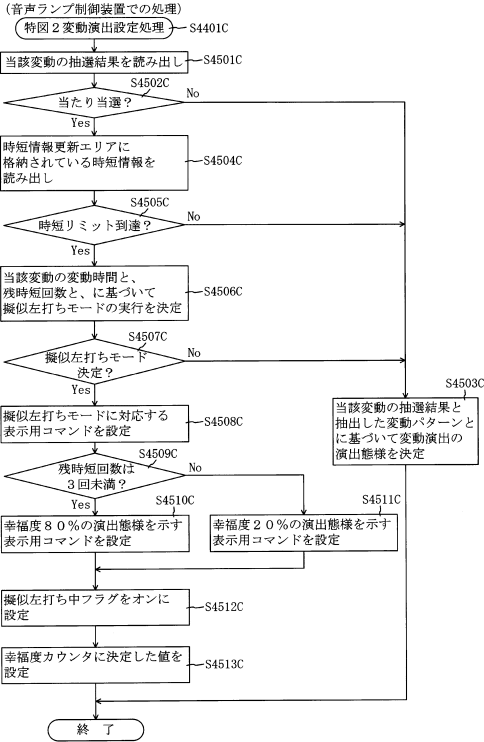 (音声ランプ制御装置での処理)
特図2変動演出設定処理
S4401C
当該変動の抽選結果を読み出し
S4501C
S4502C
当たり当選?
No
Yes
時短情報更新エリアに
格納されている時短情報を
読み出し
S4504C
S4505C
時短リミット到達?
No
Yes
当該変動の変動時間と、
残時短回数と、に基づいて
擬似左打ちモードの実行を決定
S4506C
S4507C
擬似左打ちモード
決定?
No
Yes
S4503C
当該変動の抽選結果と
抽出した変動パターンと
に基づいて変動演出の
演出態様を決定
擬似左打ちモードに対応する
表示用コマンドを設定
S4508C
S4509C
残時短回数は
3回未満?
No
Yes
S4510C
幸福度80%の演出態様を示す
表示用コマンドを設定
S4511C
幸福度20%の演出態様を示す
表示用コマンドを設定
擬似左打ち中フラグをオンに
設定
S4512C
幸福度カウンタに決定した値を
設定
S4513C
終 了